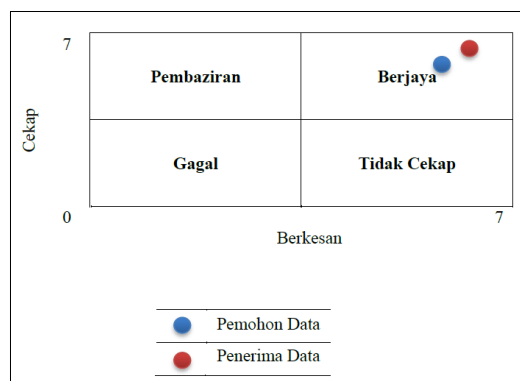 7
Pembaziran
Berjaya
Cekap
Gagal
Tidak Cekap
0
7
Berkesan
Pemohon Data
Penerima Data